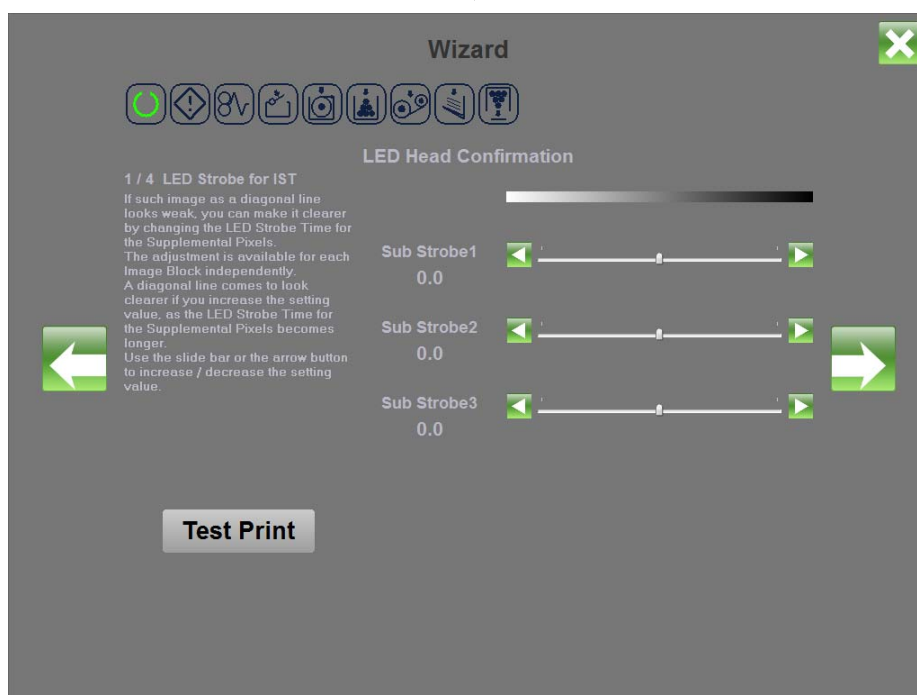 Wizard
LED Head Confirmation
1 / 4 LED Strobe for IST
If such image as a diagonal line
looks weak, you can make it clearer
by changing the LED Strobe Time for
the Supplemental Pixels.
The adjustment is available for each
Image Block independently.
A diagonal line comes to look
clearer if you increase the setting
value, as the LED Strobe Time for
the Supplemental Pixels becomes
longer.
Use the slide bar or the arrow button
to increase / decrease the setting
value.
Sub Strobe1
0.0
Sub Strobe2
0.0
Sub Strobe3
0.0
Test Print